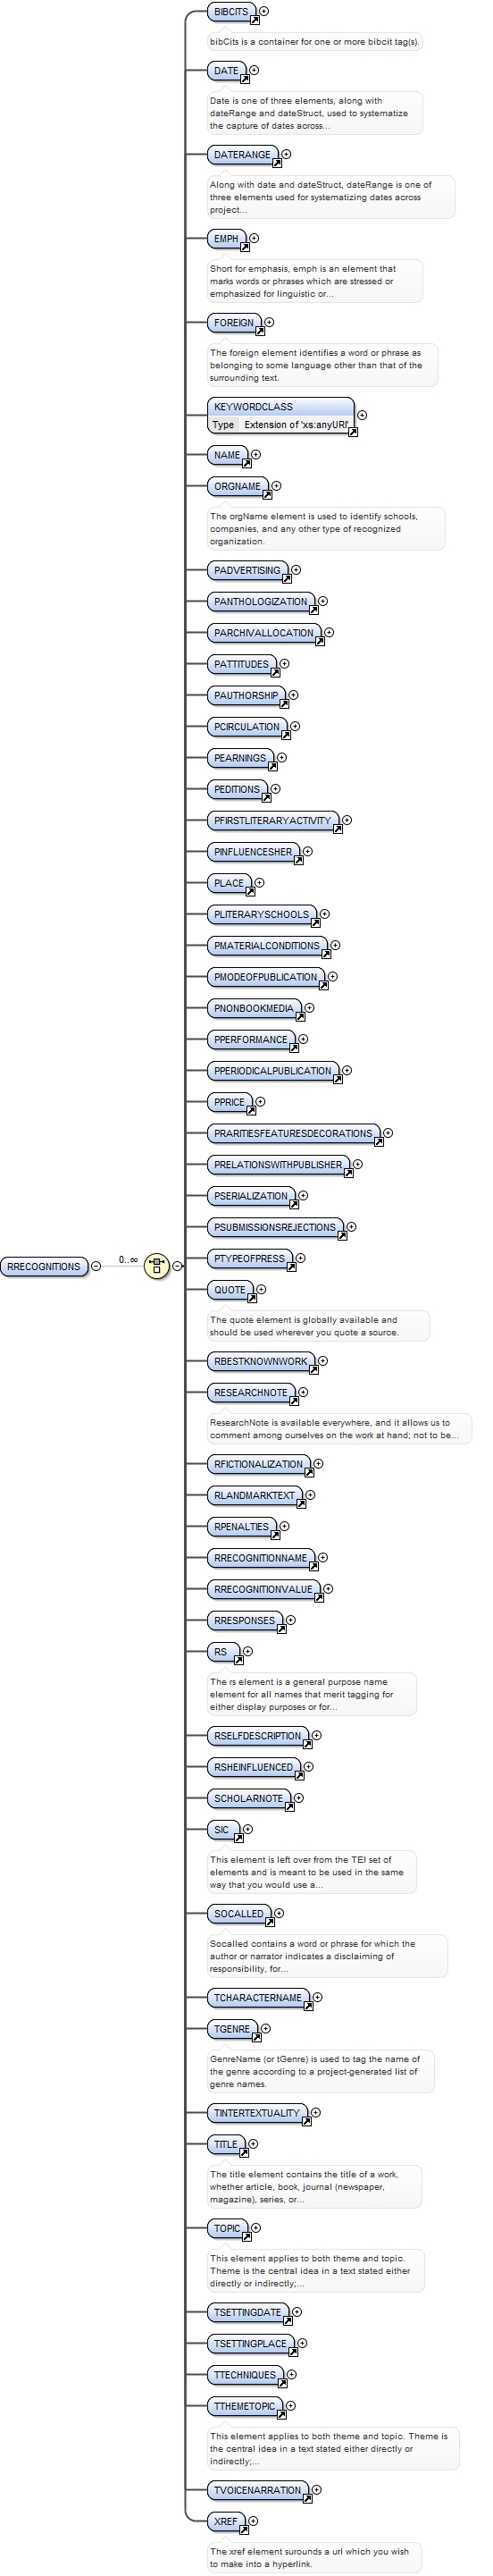 BIBCITS
bibCits is a container for one or more bibcit tag(s).
DATE
Date is one of three elements, along with
dateRange and dateStruct, used to systematize
the capture of dates across...
DATERANGE
Along with date and dateStruct, dateRange is one of
three elements used for systematizing dates across
project...
EMPH
Short for emphasis, emph is an element that
marks words or phrases which are stressed or
emphasized for linguistic or...
FOREIGN
The foreign element identifies a word or phrase as
belonging to some language other than that of the
surrounding text.
KEYWORDCLASS
Type Extension of 'xs:anyURI'
NAME
ORGNAME
The orgName element is used to identify schools,
companies, and any other type of recognized
organization.
PADVERTISING
PANTHOLOGIZATION
PARCHIVALLOCATION
PATTITUDES
PAUTHORSHIP
PCIRCULATION
PEARNINGS
PEDITIONS
PFIRSTLITERARYACTIVITY
PINFLUENCESHER
PLACE
PLITERARYSCHOOLS
PMATERIALCONDITIONS
PMODEOFPUBLICATION
PNONBOOKMEDIA
PPERFORMANCE
PPERIODICALPUBLICATION
PPRICE
PRARITIESFEATURESDECORATIONS
PRELATIONSWITHPUBLISHER
PSERIALIZATION
PSUBMISSIONSREJECTIONS
PTYPEOFPRESS
RRECOGNITIONS 0..∞
QUOTE
The quote element is globally available and
should be used wherever you quote a source.
RBESTKNOWNWORK
RESEARCHNOTE
ResearchNote is available everywhere, and it allows us to
comment among ourselves on the work at hand; not to be...
RFICTIONALIZATION
RLANDMARKTEXT
RPENALTIES
RRECOGNITIONNAME
RRECOGNITIONVALUE
RRESPONSES
RS
The rs element is a general purpose name
element for all names that merit tagging for
either display purposes or for...
RSELFDESCRIPTION
RSHEINFLUENCED
SCHOLARNOTE
SIC
This element is left over from the TEI set of
elements and is meant to be used in the same
way that you would use a...
SOCALLED
Socalled contains a word or phrase for which the
author or narrator indicates a disclaiming of
responsibility, for...
TCHARACTERNAME
TGENRE
GenreName (or tGenre) is used to tag the name of
the genre according to a project-generated list of
genre names.
TINTERTEXTUALITY
TITLE
The title element contains the title of a work,
whether article, book, journal (newspaper,
magazine), series, or...
TOPIC
This element applies to both theme and topic.
Theme is the central idea in a text stated either
directly or indirectly;...
TSETTINGDATE
TSETTINGPLACE
TTECHNIQUES
TTHEMETOPIC
This element applies to both theme and topic. Theme is
the central idea in a text stated either directly or
indirectly;...
TVOICENARRATION
XREF
The xref element surounds a url which you wish
to make into a hyperlink.